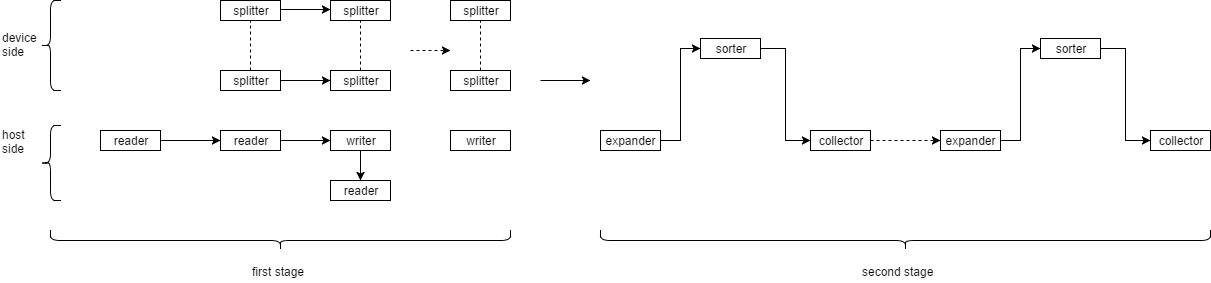 splitter
splitter
splitter
device
side
sorter
sorter
splitter
splitter
splitter
host
side
reader
reader
writer
writer
expander
collector
expander
collector
reader
first stage
second stage